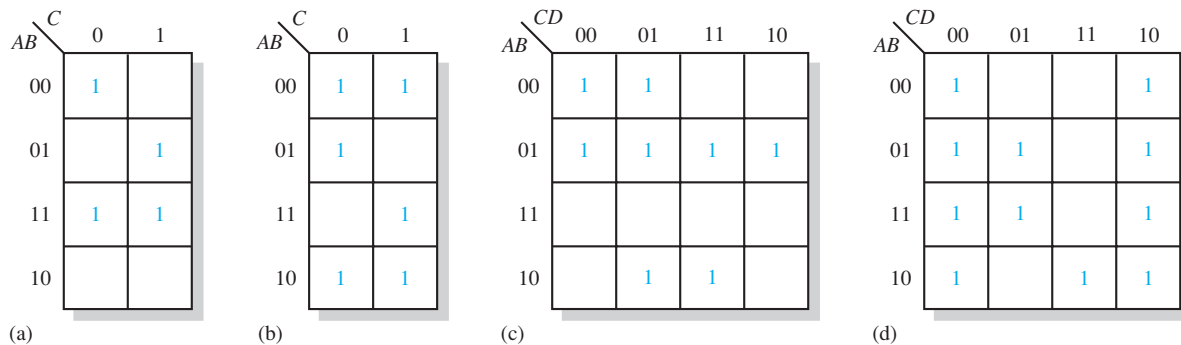 C CD CD
C
AB 0 1 AB 0 1 AB 00 01 11 10 AB 00 01 11 10
00 1 00 1 1 00 1 1 00 1 1
01 1 01 1 01 1 1 1 1 01 1 1 1
11 1 1 11 1 11 11 1 1 1
10 10 1 1 10 1 1 10 1 1 1
(a) (b) (c) (d)